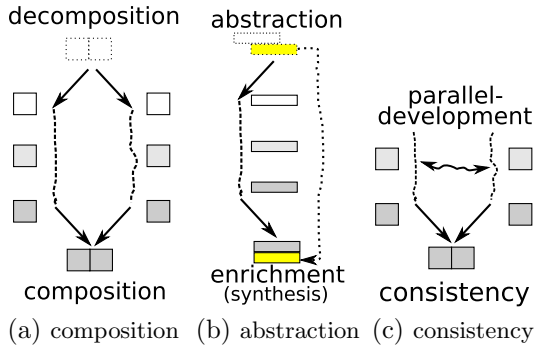 decomposition
composition
(a) composition
abstraction
enrichment
(synthesis)
(b) abstraction
parallel-
development
consistency
(c) consistency